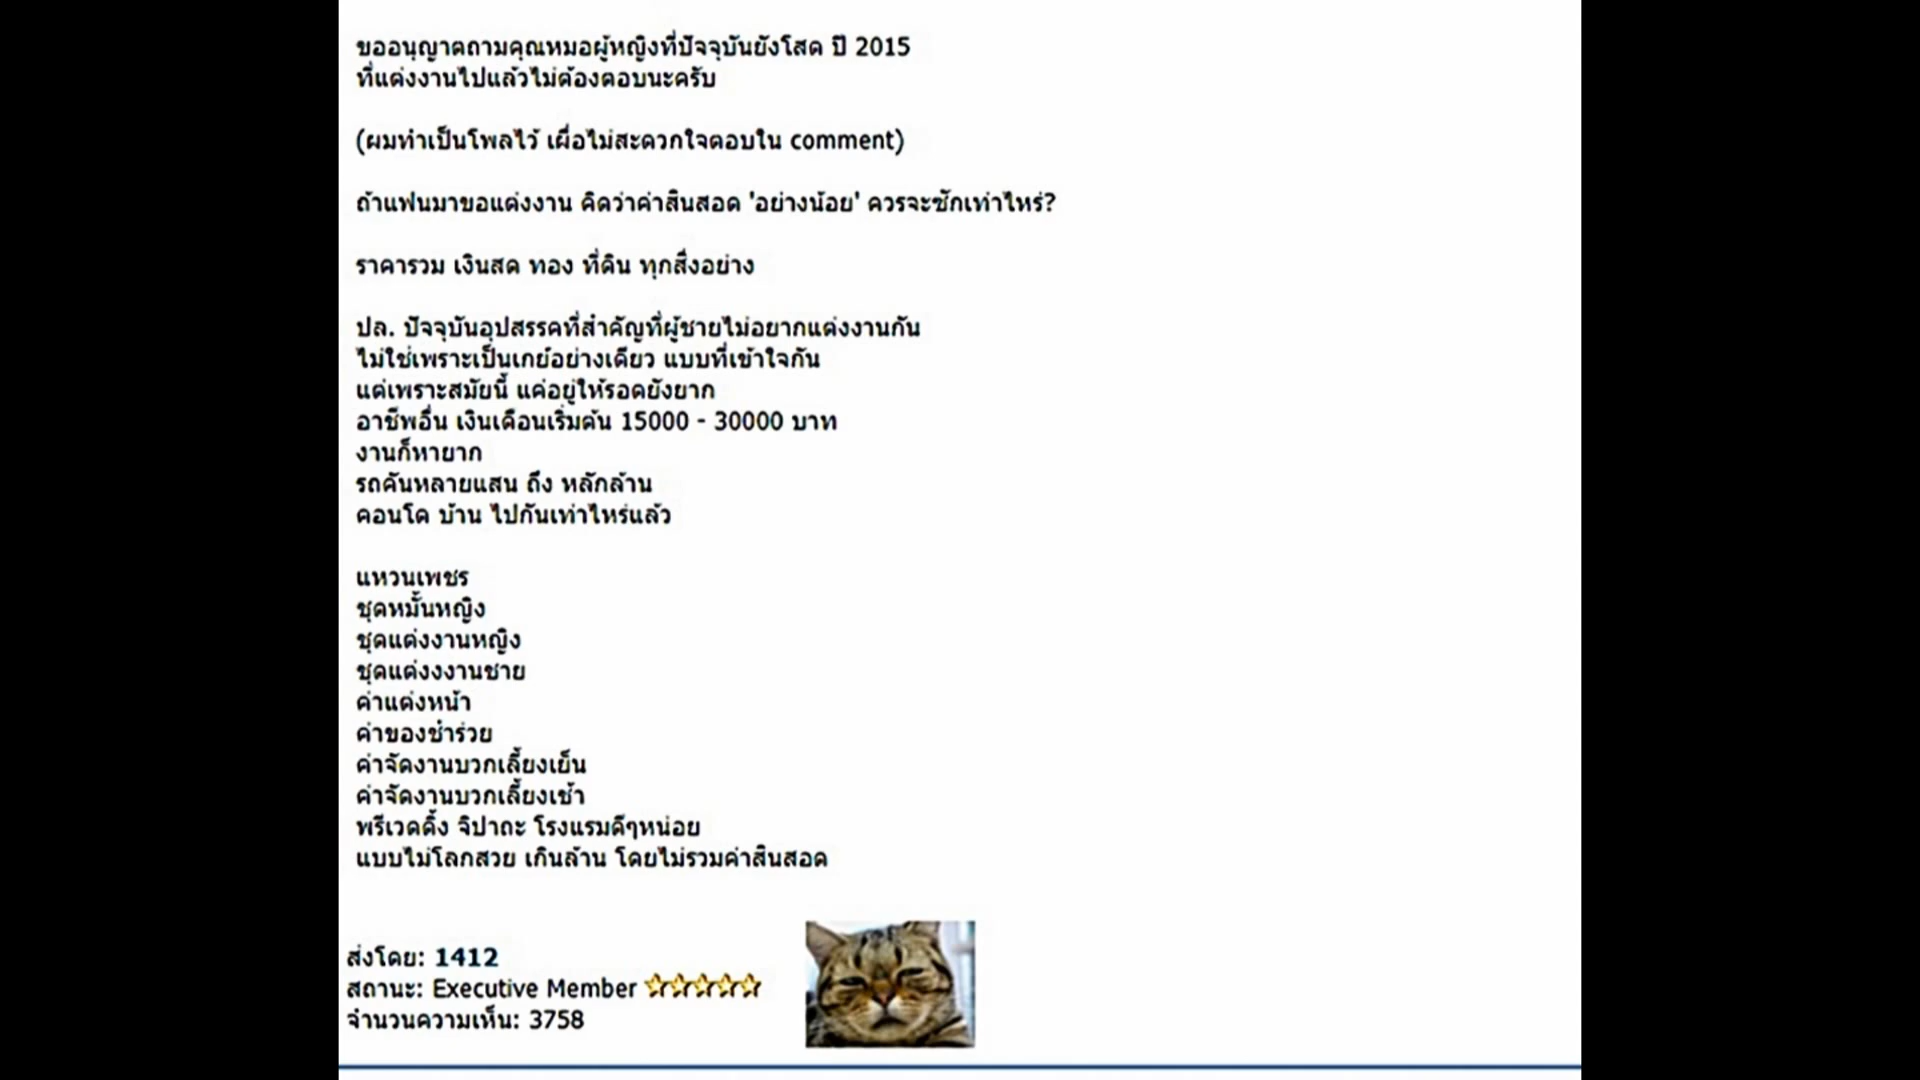 ขออนุญาตถามคุณหมอผู้หญิงที่ปัจจุบันยังโสด ปี 2015
ที่แต่งงานไปแล้วไม่ต้องตอบนะครับ
(ผมทำเป็นโพลไว้ เผื่อไม่สะดวกใจตอบใน comment)
ถ้าแฟนมาขอแต่งงาน คิดว่าค่าสินสอด 'อย่างน้อย' ควรจะซักเท่าไหร่?
ราคารวม เงินสด ทอง ที่ดิน ทุกสิ่งอย่าง
ปล. ปัจจุบันอุปสรรคที่สำคัญที่ผู้ชายไม่อยากแต่งงานกัน
ไม่ใช่เพราะเป็นเกย์อย่างเดียว แบบที่เข้าใจกัน
แต่เพราะสมัยนี้ แค่อยู่ให้รอดยังยาก
อาชีพอื่น เงินเดือนเริ่มต้น 15000 - 30000 บาท
งานก็หายาก
รถคันหลายแสน ถึง หลักล้าน
คอนโด บ้าน ไปกันเท่าไหร่แล้ว
แหวนเพชร
ชุดหมั้นหญิง
ชุดแต่งงานหญิง
ชุดแต่งงงานชาย
ค่าแต่งหน้า
ค่าของชำร่วย
ค่าจัดงานบวกเลี้ยงเย็น
ค่าจัดงานบวกเลี้ยงเช้า
พรีเวดดิ้ง จิปาถะ โรงแรมดีๆหน่อย
แบบไม่โลกสวย เกินล้าน โดยไม่รวมค่าสินสอด
ส่งโดย: 1412
สถานะ: Executive Member
จำนวนความเห็น: 3758